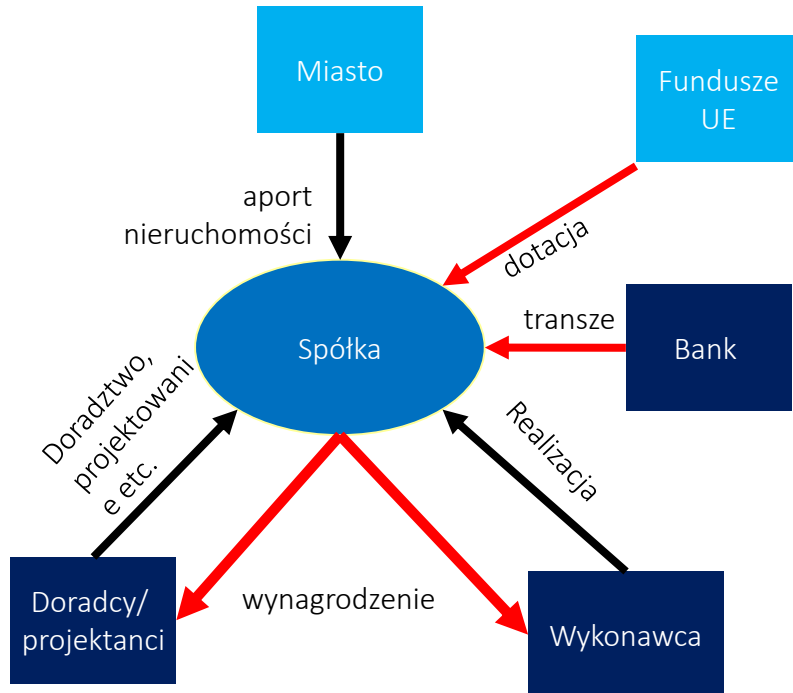 Miasto
Fundusze
UE
aport
nieruchomości
dotacja
transze
Spółka
Bank
Doradztwo,
projektowani
e etc.
Realizacja
Doradcy/
projektanci
wynagrodzenie
Wykonawca